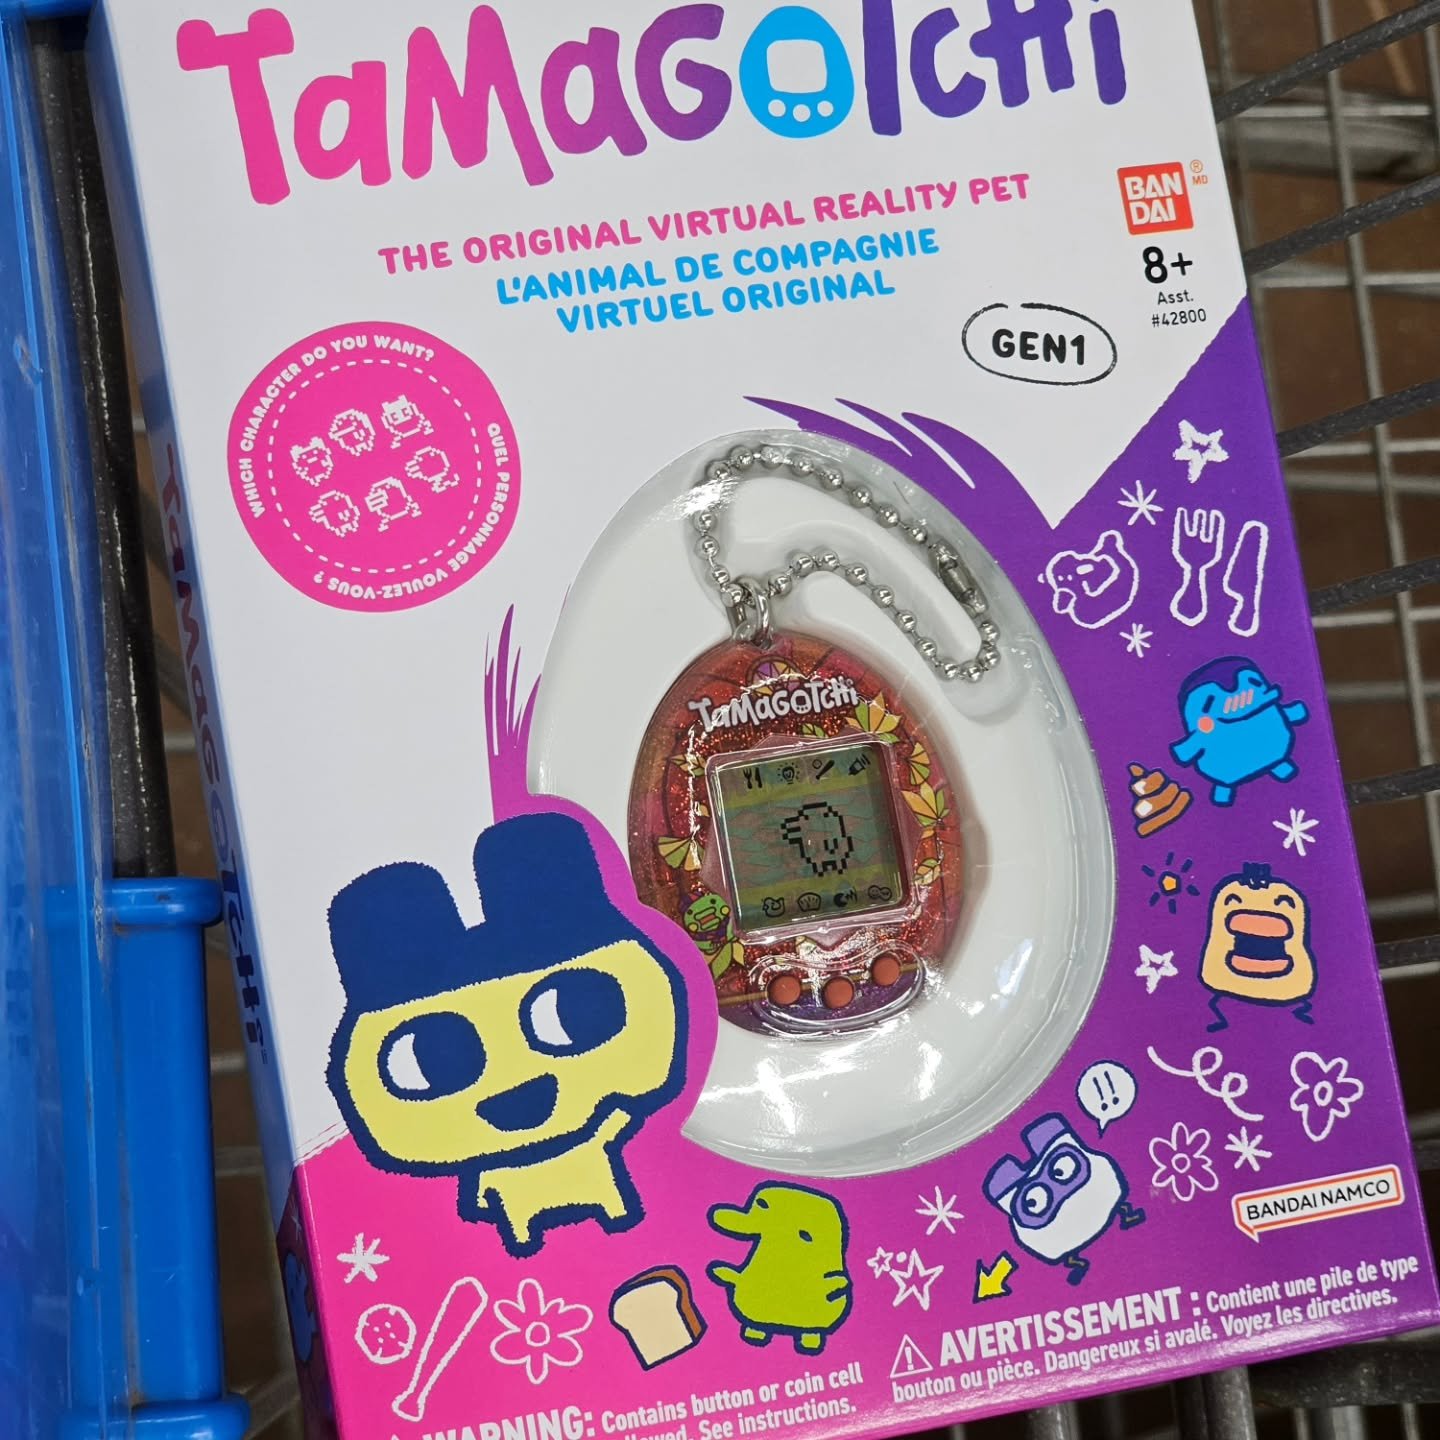 TaMaGOTCHi
THE ORIGINAL VIRTUAL REALITY PET
L'ANIMAL DE COMPAGNIE
VIRTUEL ORIGINAL
BAN
DAI
® MD
8+
Asst.
#42800
GEN1
WHICH CHARACTER DO YOU WANT?
QUEL PERSONNAGE VOULEZ-VOUS ?
TaMaGOTCHi
TaMaGOTCHi
!!
BANDAI NAMCO
AVERTISSEMENT : Contient une pile de type
bouton ou pièce. Dangereux si avalé. Voyez les directives.
WARNING: Contains button or coin cell
See instructions.